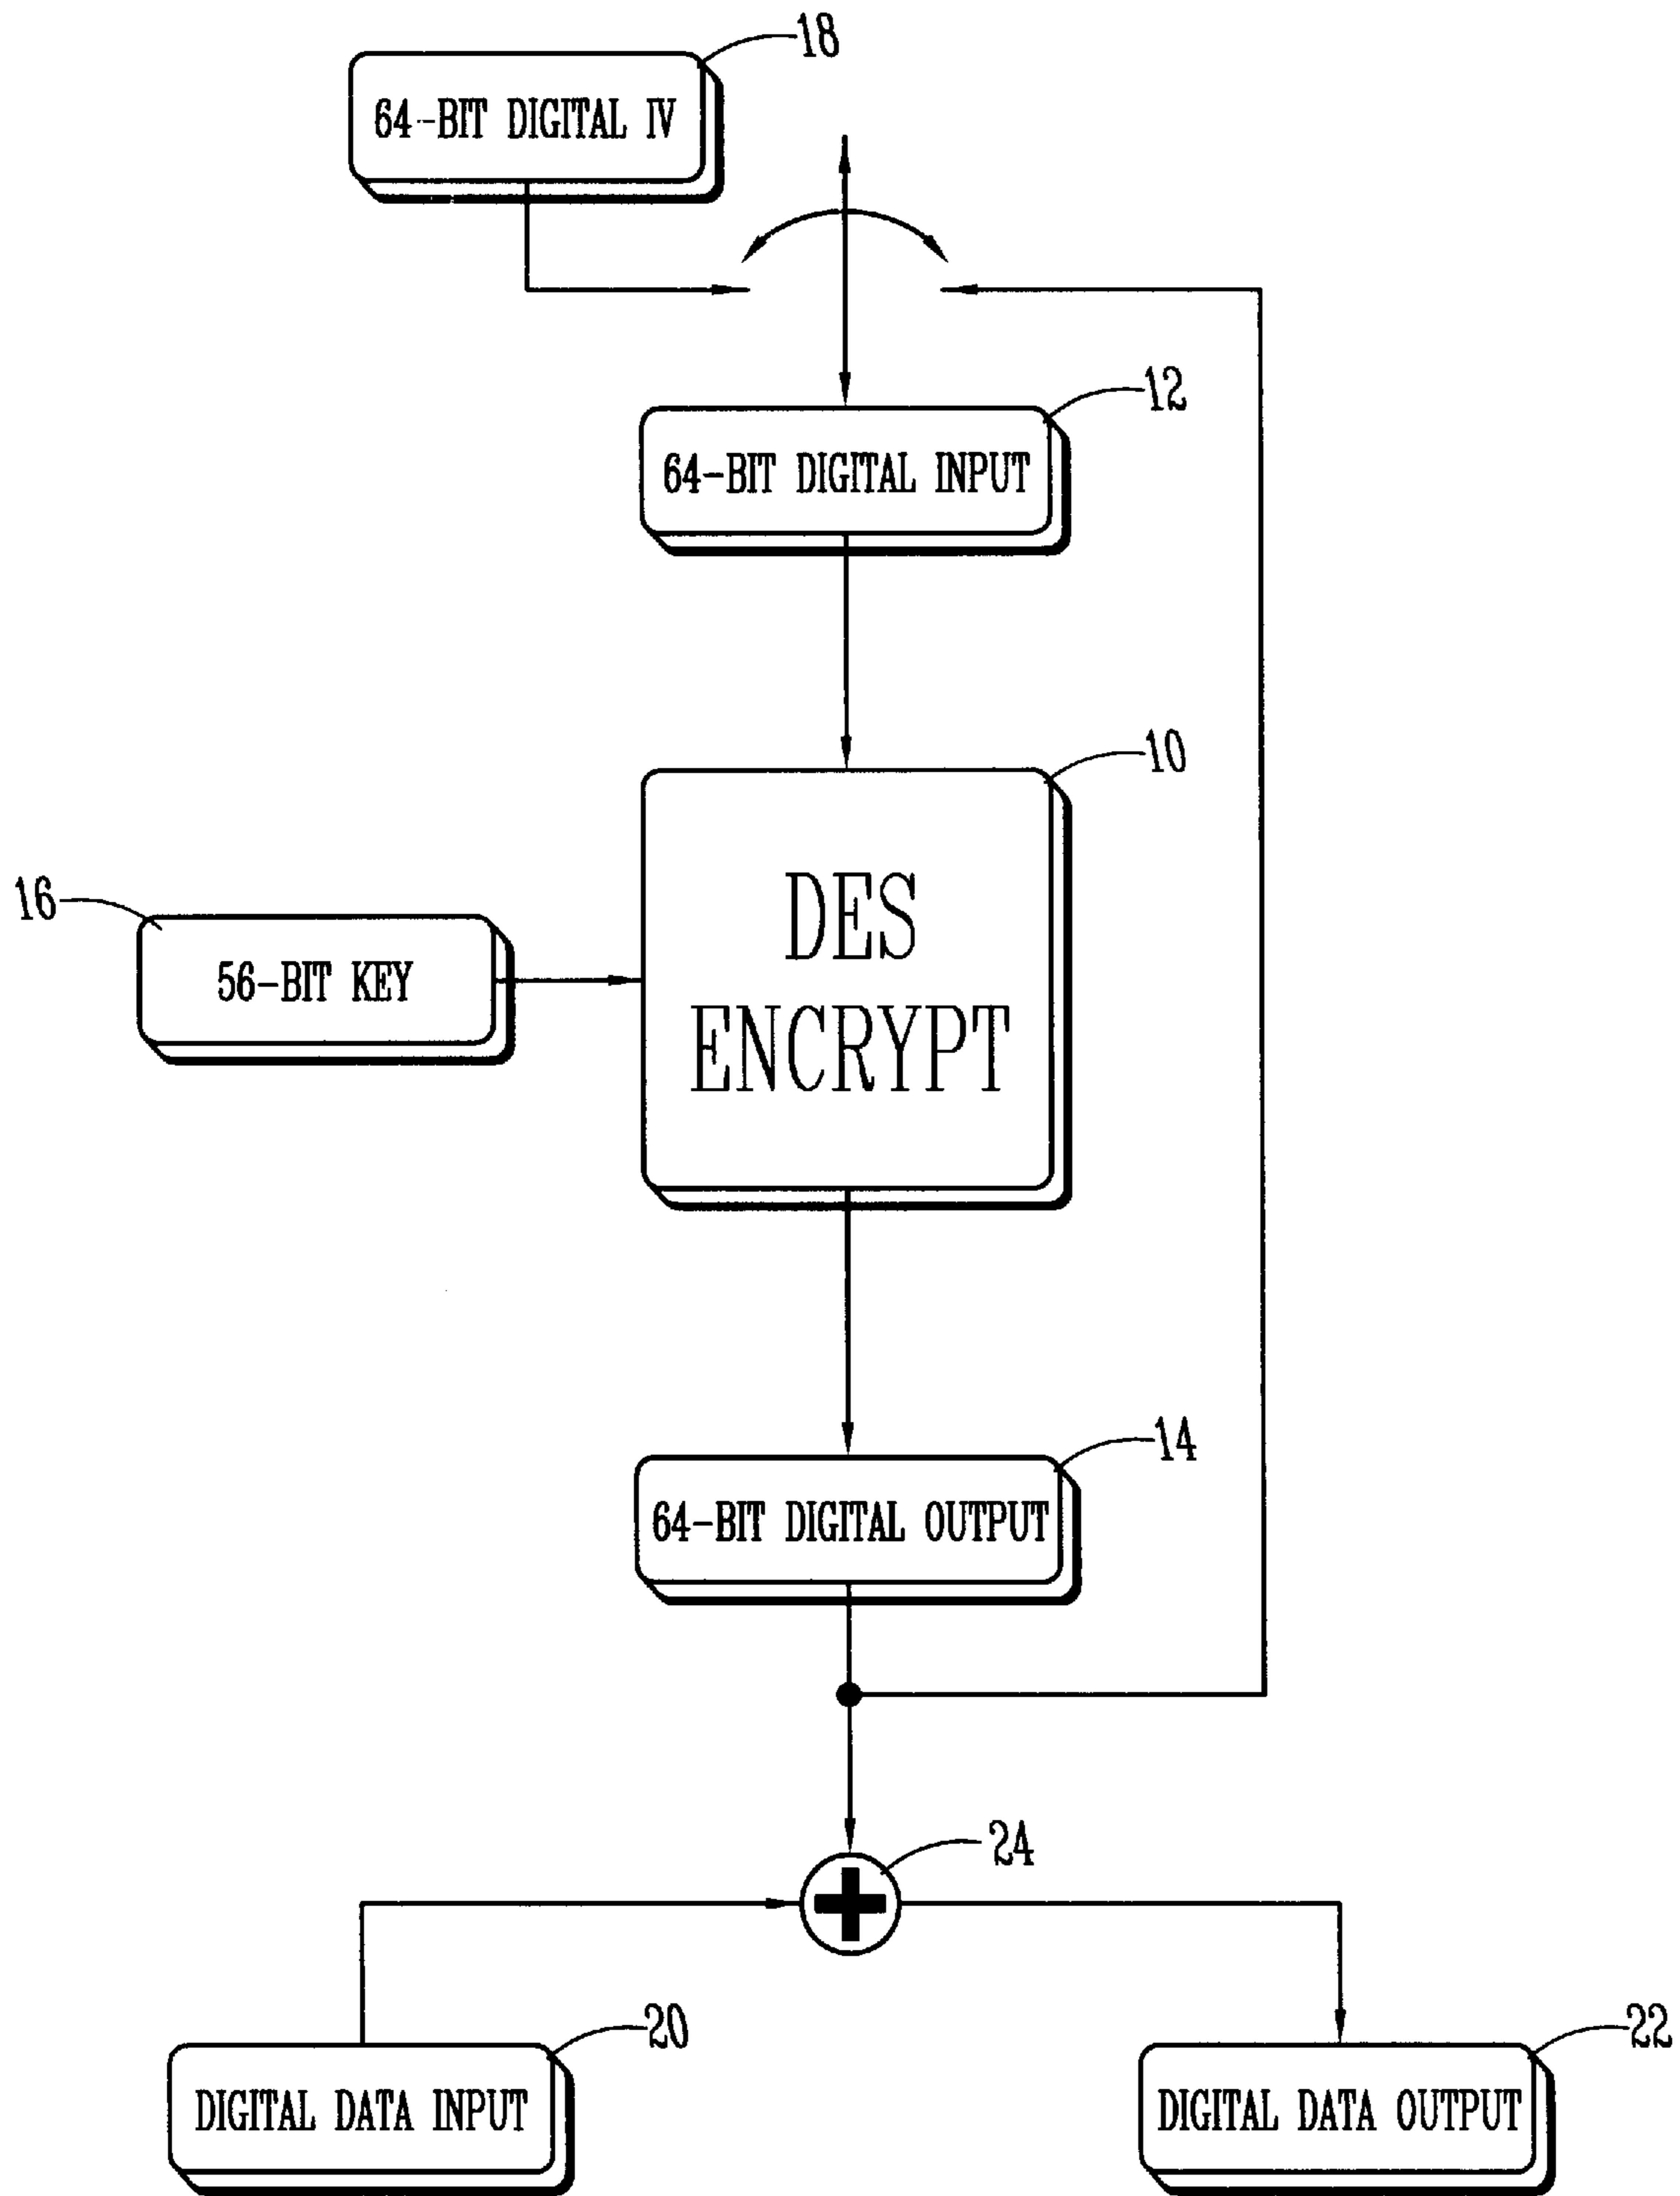 18
64-BIT DIGITAL IV
12
64-BIT DIGITAL INPUT
10
DES
ENCRYPT
16
56-BIT KEY
14
64-BIT DIGITAL OUTPUT
24
20
DIGITAL DATA INPUT
22
DIGITAL DATA OUTPUT